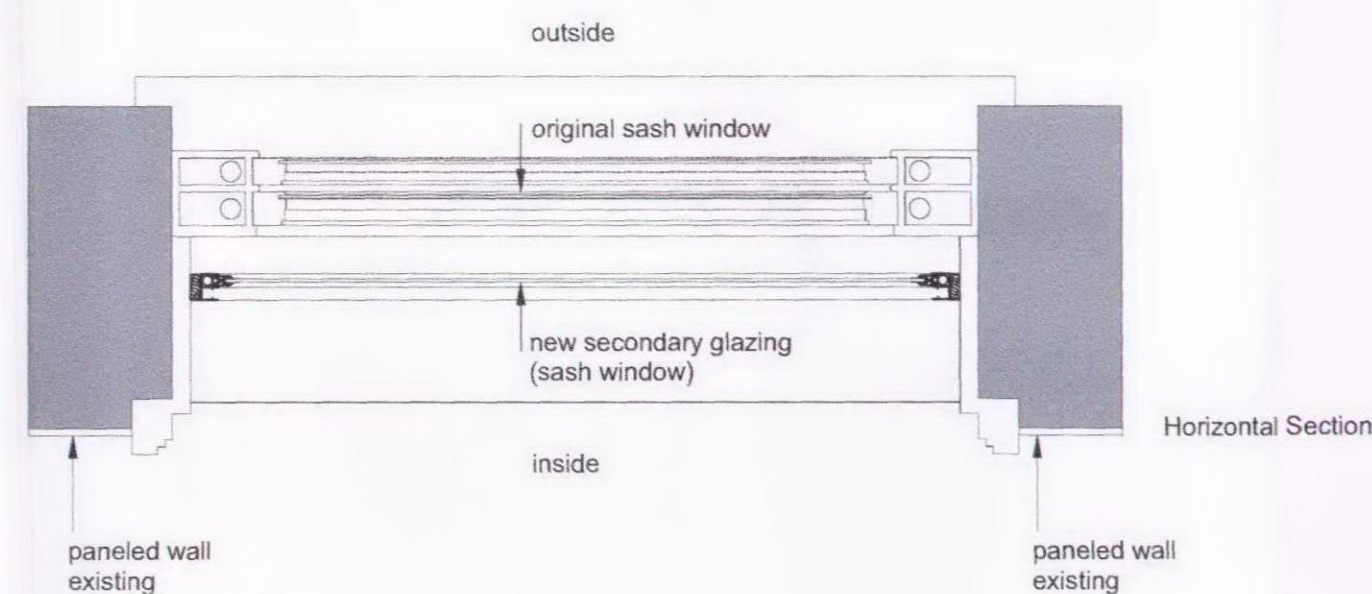 outside
original sash window
new secondary glazing
(sash window)
Horizontal Section
inside
paneled wall
existing
paneled wall
existing